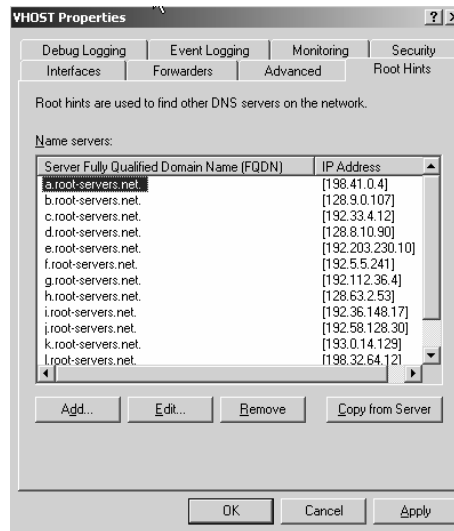 VHOST Properties
Debug Logging Event Logging Monitoring Security
Interfaces Forwarders Advanced Root Hints
Root hints are used to find other DNS servers on the network.
Name servers:
Server Fully Qualified Domain Name (FQDN) IP Address
a.root-servers.net. [198.41.0.4]
b.root-servers.net. [128.9.0.107]
c.root-servers.net. [192.33.4.12]
d.root-servers.net. [128.8.10.90]
e.root-servers.net. [192.203.230.10]
f.root-servers.net. [192.5.5.241]
g.root-servers.net. [192.112.36.4]
h.root-servers.net. [128.63.2.53]
i.root-servers.net. [192.36.148.17]
j.root-servers.net. [192.58.128.30]
k.root-servers.net. [193.0.14.129]
l.root-servers.net. [198.32.64.12]
Add... Edit... Remove Copy from Server
OK Cancel Apply